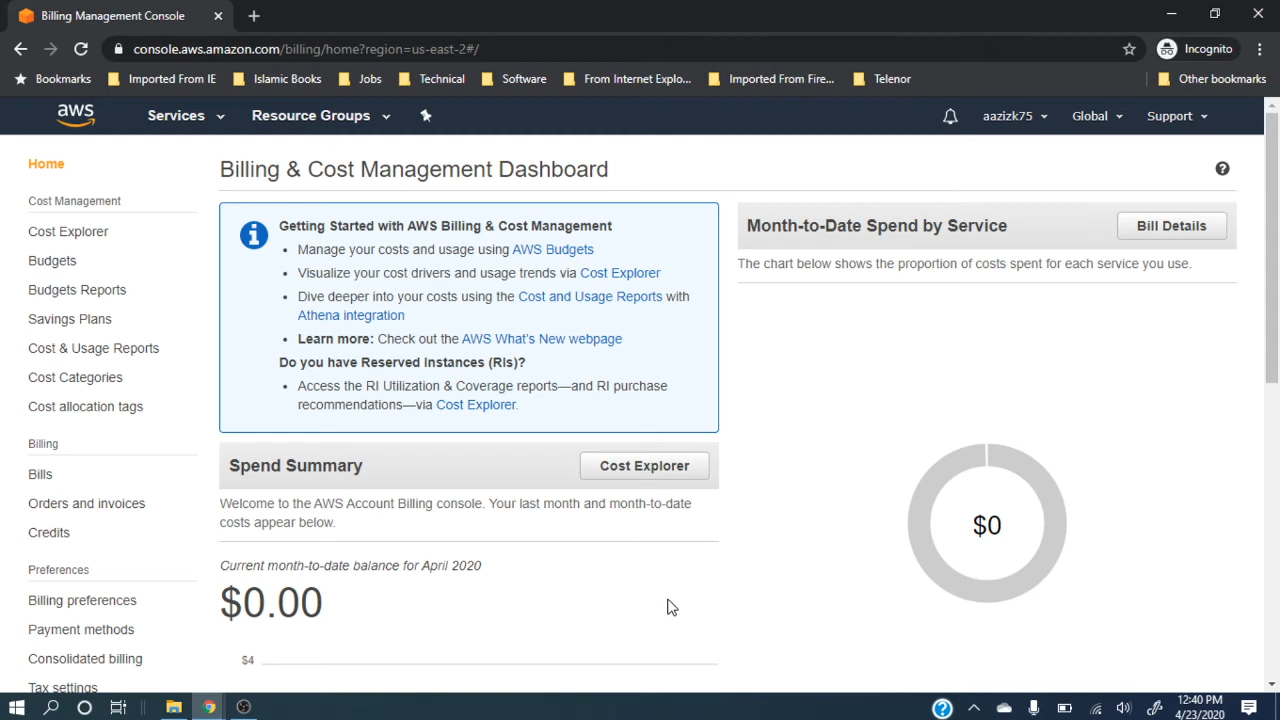 Billing Management Console
console.aws.amazon.com/billing/home?region=us-east-2#/
Incognito
Bookmarks
Imported From IE
Islamic Books
Jobs
Technical
Software
From Internet Explo...
Imported From Fire...
Telenor
Other bookmarks
aws
Services
Resource Groups
aazizk75
Global
Support
Home
Cost Management
Cost Explorer
Budgets
Budgets Reports
Savings Plans
Cost & Usage Reports
Cost Categories
Cost allocation tags
Billing
Bills
Orders and invoices
Credits
Preferences
Billing preferences
Payment methods
Consolidated billing
Tax settings
Billing & Cost Management Dashboard
Getting Started with AWS Billing & Cost Management
• Manage your costs and usage using AWS Budgets
• Visualize your cost drivers and usage trends via Cost Explorer
• Dive deeper into your costs using the Cost and Usage Reports with
Athena integration
• Learn more: Check out the AWS What's New webpage
Do you have Reserved Instances (RIs)?
• Access the RI Utilization & Coverage reports—and RI purchase
recommendations—via Cost Explorer.
Spend Summary
Cost Explorer
Welcome to the AWS Account Billing console. Your last month and month-to-date
costs appear below.
Current month-to-date balance for April 2020
$0.00
$4
Month-to-Date Spend by Service
Bill Details
The chart below shows the proportion of costs spent for each service you use.
$0
12:40 PM
4/23/2020